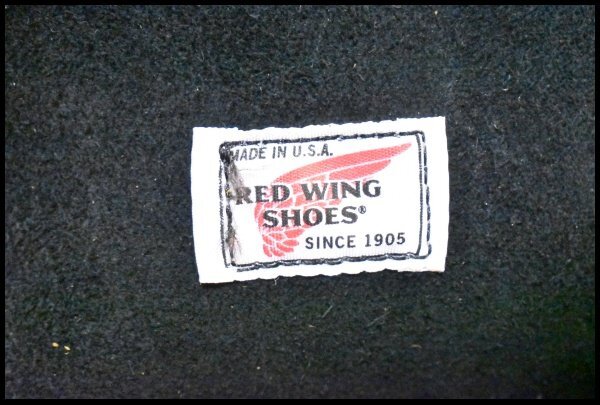 MADE IN U.S.A.
RED WING
SHOES®
SINCE 1905